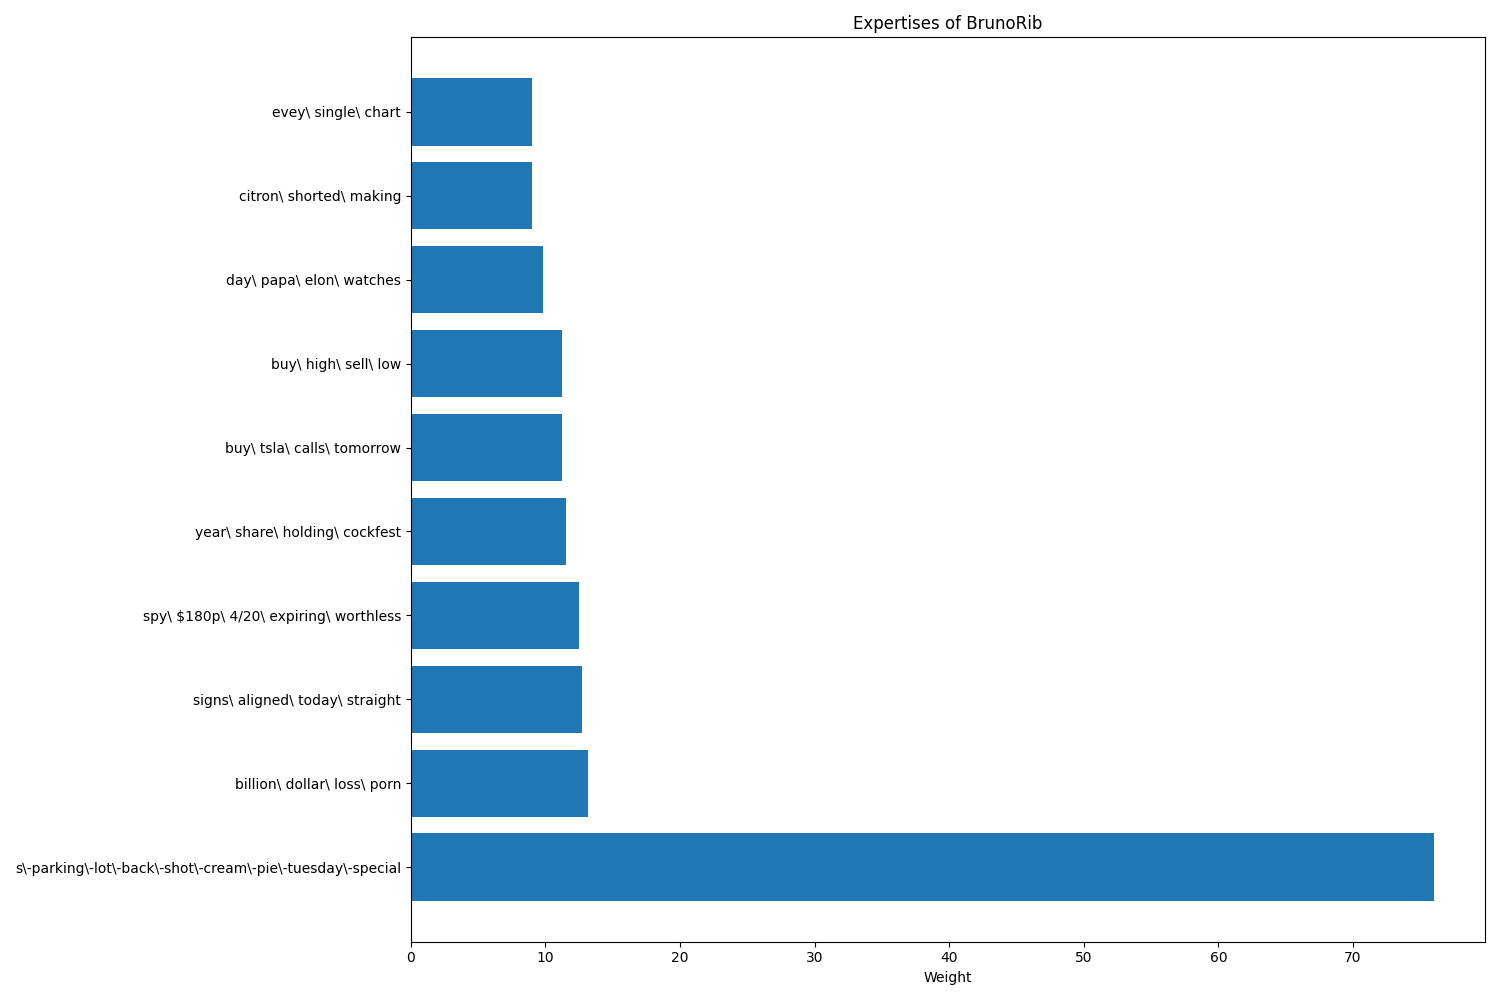 Expertises of BrunoRib
evey\ single\ chart
citron\ shorted\ making
day\ papa\ elon\ watches
buy\ high\ sell\ low
buy\ tsla\ calls\ tomorrow
year\ share\ holding\ cockfest
spy\ $180p\ 4/20\ expiring\ worthless
signs\ aligned\ today\ straight
billion\ dollar\ loss\ porn
s\-parking\-lot\-back\-shot\-cream\-pie\-tuesday\-special
0 10 20 30 40 50 60 70
Weight